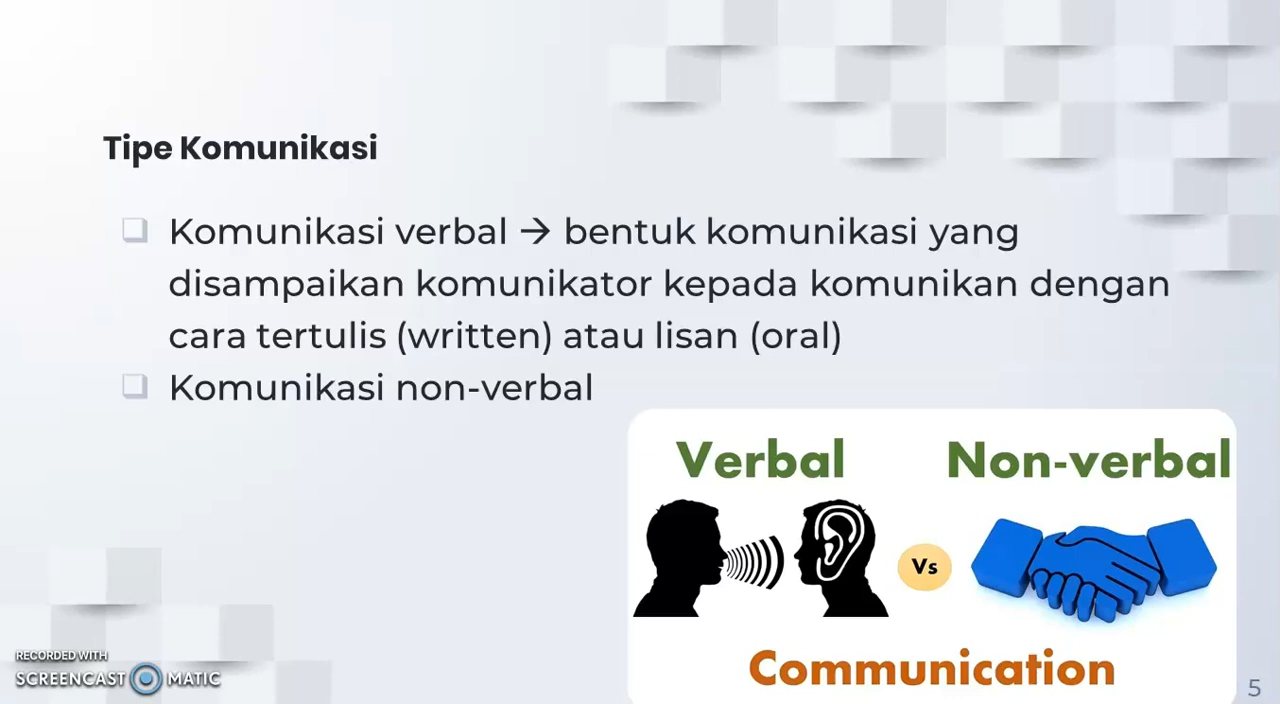 Tipe Komunikasi
Komunikasi verbal → bentuk komunikasi yang
disampaikan komunikator kepada komunikan dengan
cara tertulis (written) atau lisan (oral)
Komunikasi non-verbal
Verbal
Non-verbal
Vs
Communication
RECORDED WITH
SCREENCAST MATIC
5